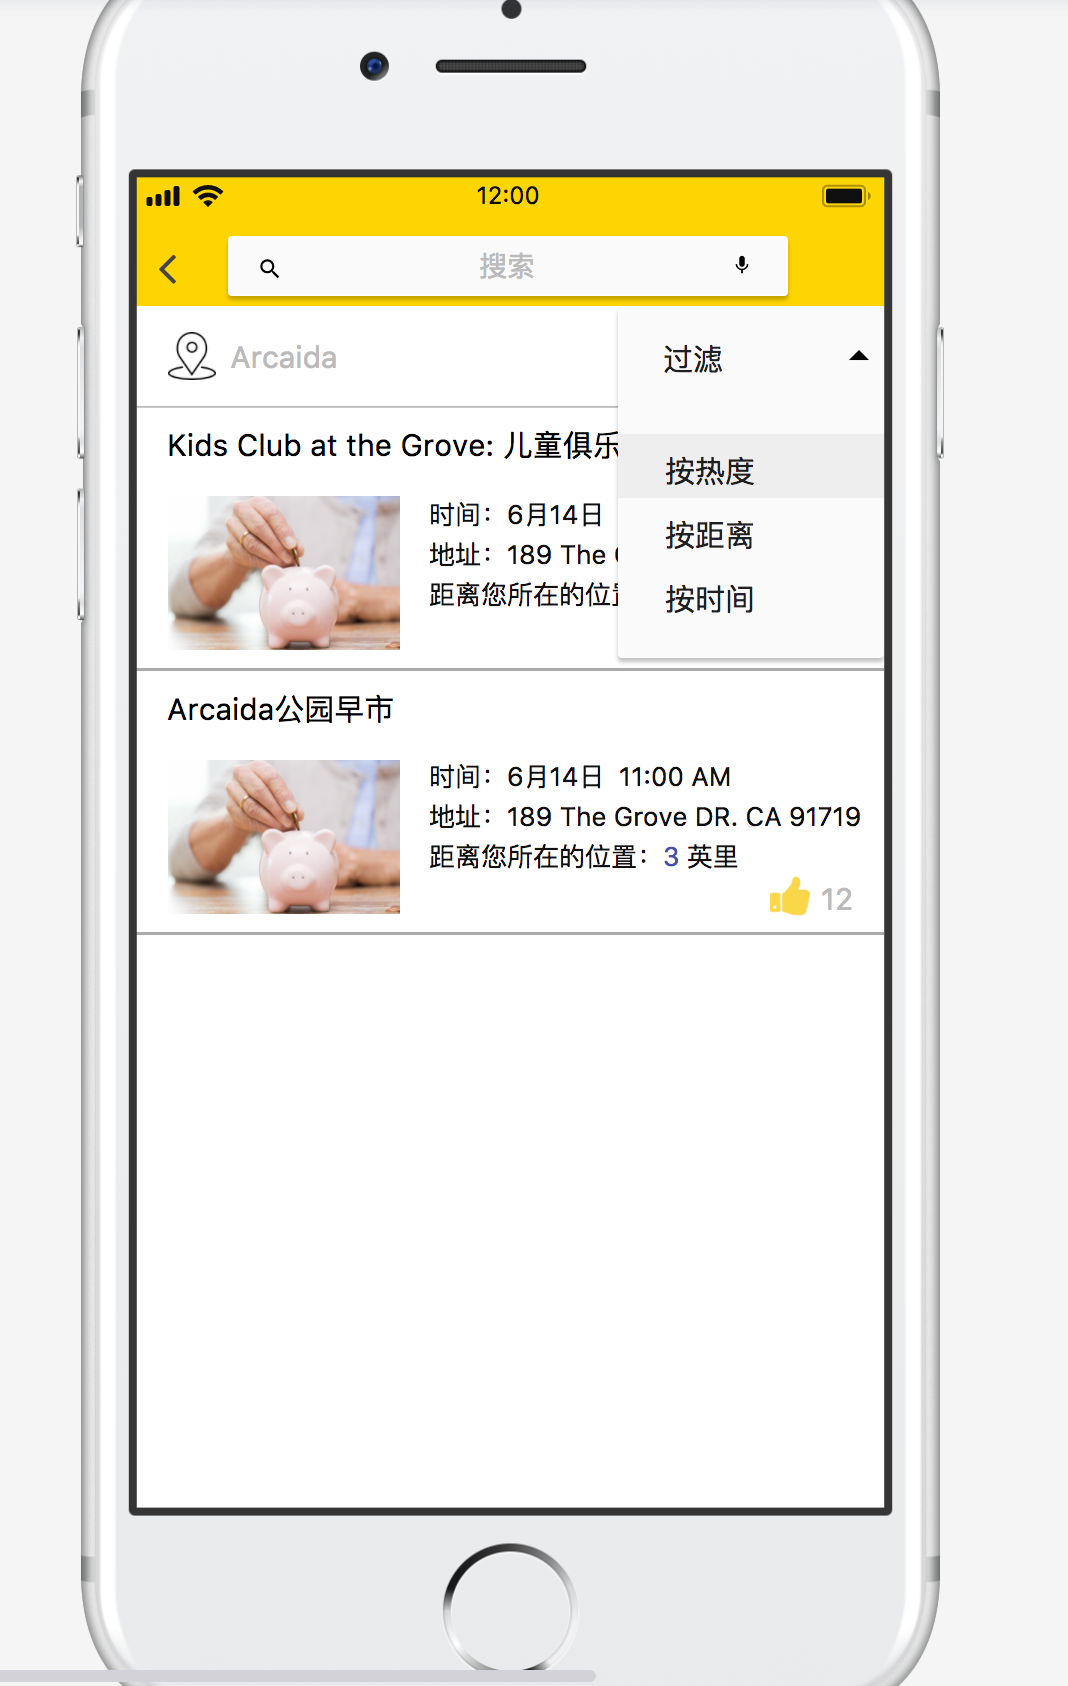 12:00
搜索
Arcaida
过滤
按热度
按距离
按时间
Kids Club at the Grove: 儿童俱乐
时间：6月14日
地址：189 The
距离您所在的位
Arcaida公园早市
时间：6月14日 11:00 AM
地址：189 The Grove DR. CA 91719
距离您所在的位置：3 英里
12